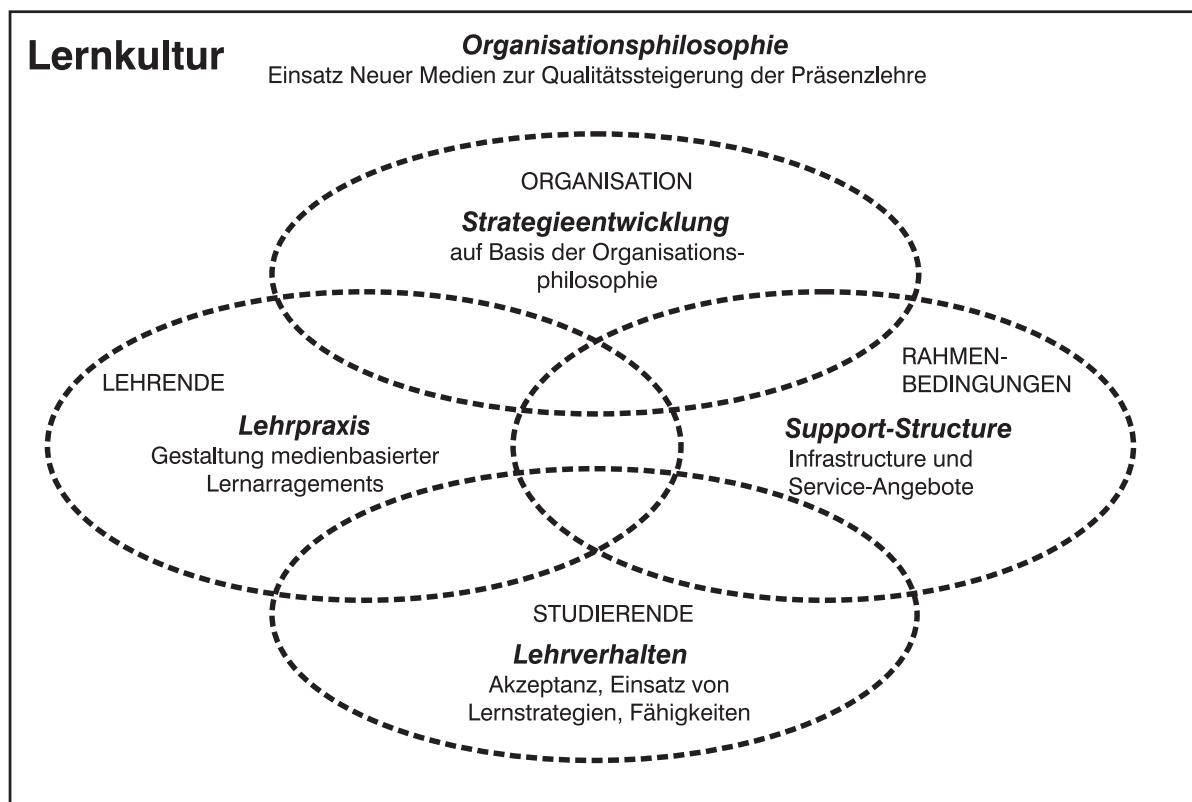 Lernkultur
Organisationsphilosophie
Einsatz Neuer Medien zur Qualitätssteigerung der Präsenzlehre
ORGANISATION
Strategieentwicklung
auf Basis der Organisations-
philosophie
LEHRENDE
Lehrpraxis
Gestaltung medienbasierter
Lernarragements
RAHMEN-
BEDINGUNGEN
Support-Structure
Infrastructure und
Service-Angebote
STUDIERENDE
Lehrverhalten
Akzeptanz, Einsatz von
Lernstrategien, Fähigkeiten